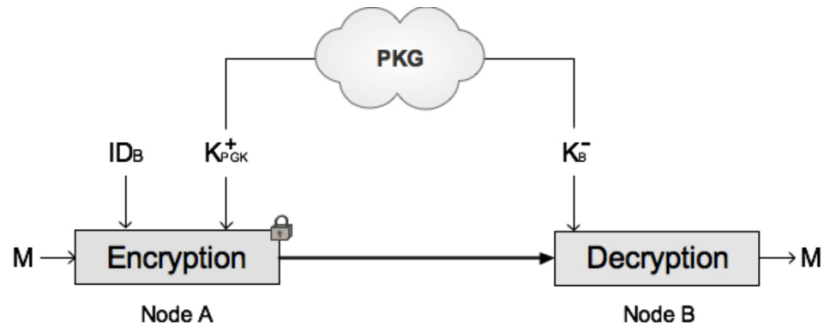 PKG
IDB K+PGK K-B
M Encryption Decryption M
Node A Node B